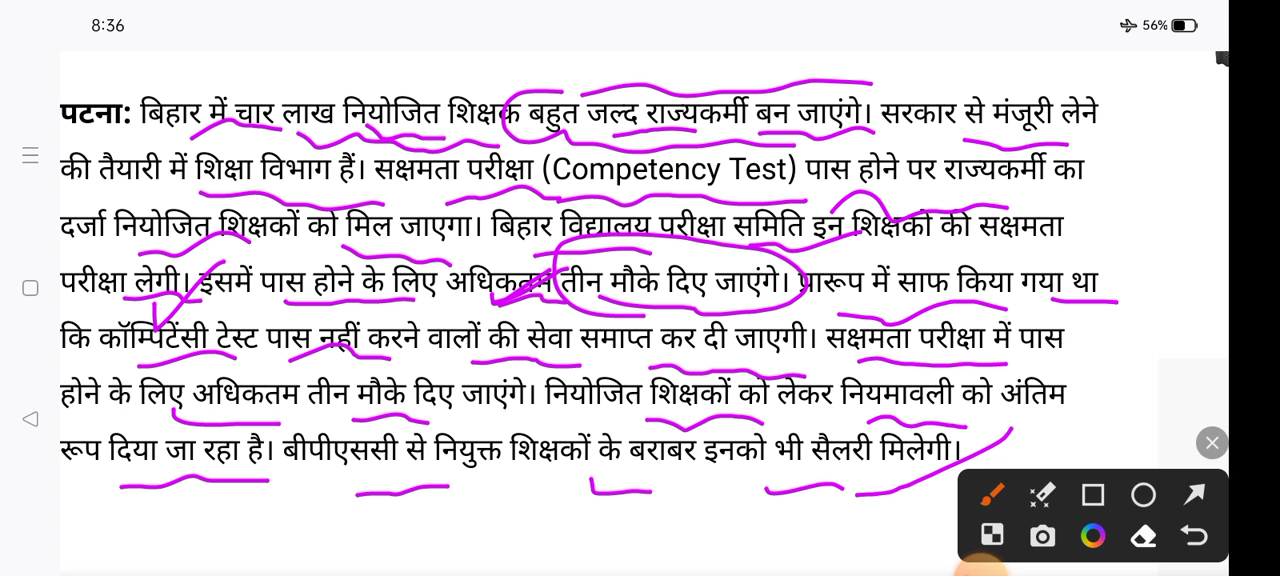 8:36
56%
पटना: बिहार में चार लाख नियोजित शिक्षक बहुत जल्द राज्यकर्मी बन जाएंगे। सरकार से मंजूरी लेने
की तैयारी में शिक्षा विभाग हैं। सक्षमता परीक्षा (Competency Test) पास होने पर राज्यकर्मी का
दर्जा नियोजित शिक्षकों को मिल जाएगा। बिहार विद्यालय परीक्षा समिति इन शिक्षकों की सक्षमता
परीक्षा लेगी। इसमें पास होने के लिए अधिकतम तीन मौके दिए जाएंगे। प्रारूप में साफ किया गया था
कि कॉम्पिटेंसी टेस्ट पास नहीं करने वालों की सेवा समाप्त कर दी जाएगी। सक्षमता परीक्षा में पास
होने के लिए अधिकतम तीन मौके दिए जाएंगे। नियोजित शिक्षकों को लेकर नियमावली को अंतिम
रूप दिया जा रहा है। बीपीएससी से नियुक्त शिक्षकों के बराबर इनको भी सैलरी मिलेगी।